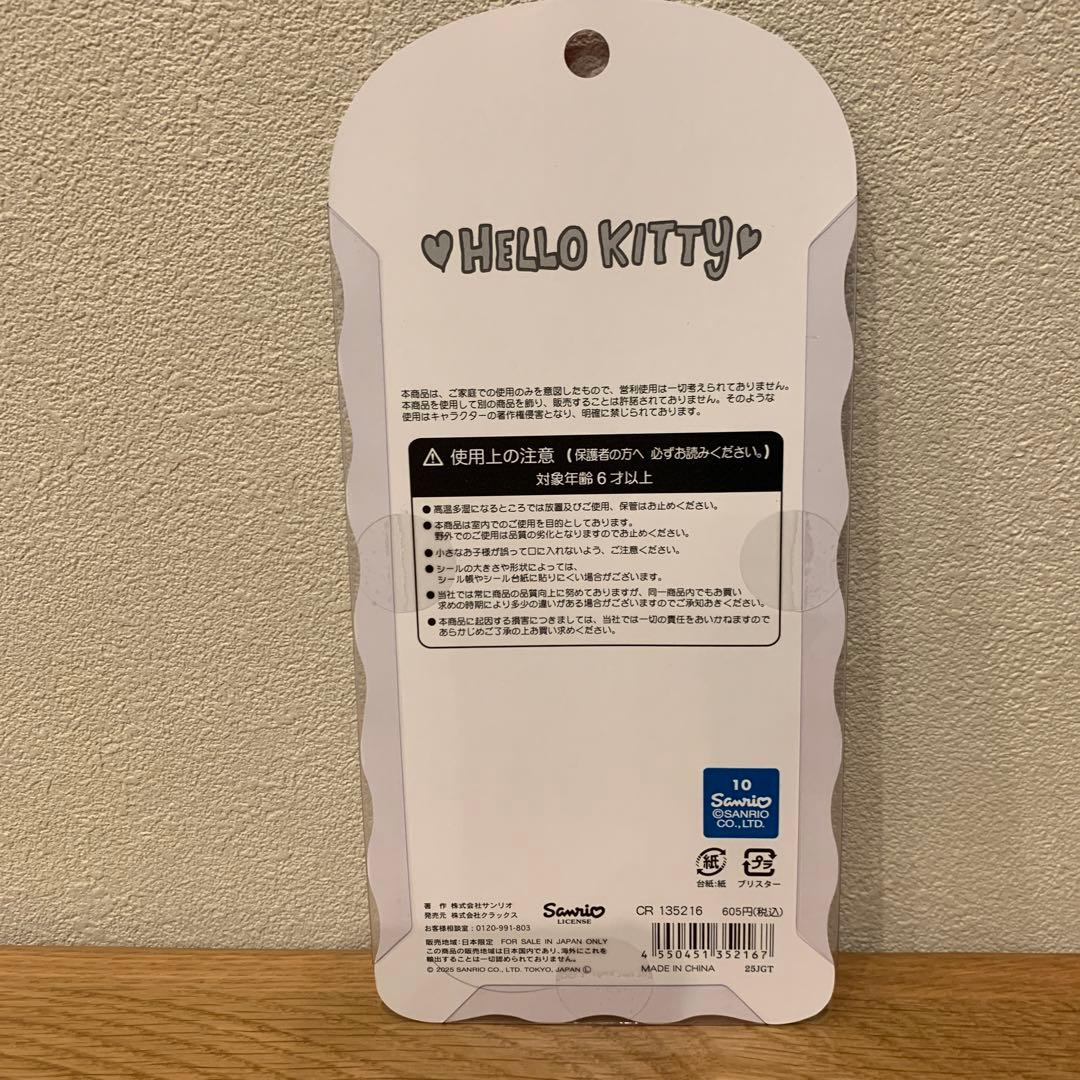 HELLO KITTY
本商品は、ご家庭での使用のみを意図したもので、営利使用は一切考えられておりません。
本商品を使用して別の商品を飾り、販売することは許諾されておりません。そのような
使用はキャラクターの著作権侵害となり、明確に禁じられております。
使用上の注意 (保護者の方へ 必ずお読みください。)
対象年齢6才以上
●高温多湿になるところでは放置及びご使用、保管はお止めください。
●本商品は室内でのご使用を目的としております。
野外でのご使用は品質の劣化となりますのでお止めください。
●小さなお子様が誤って口に入れないよう、ご注意ください。
●シールの大きさや形状によっては、
シール帳やシール台紙に貼りにくい場合がございます。
●当社では常に商品の品質向上に努めておりますが、同一商品内でもお買い
求めの時期により多少の違いがある場合がございますのでご承知おきください。
●本商品に起因する損害につきましては、当社では一切の責任をおいかねますので
あらかじめご了承の上お買い求めください。
10
Sanrio
©SANRIO
CO.,LTD.
紙 プラ
台紙:紙 ブリスター
著 作 株式会社サンリオ
発売元 株式会社クラックス
お客様相談室:0120-991-803
Sanrio
LICENSE
CR 135216 605円(税込)
販売地域:日本限定 FOR SALE IN JAPAN ONLY
この商品の販売地域は日本国内であり、海外にこれを
輸出することは一切認められておりません。
© 2025 SANRIO CO., LTD. TOKYO, JAPAN Ⓛ
4 550451 352167
MADE IN CHINA 25JGT